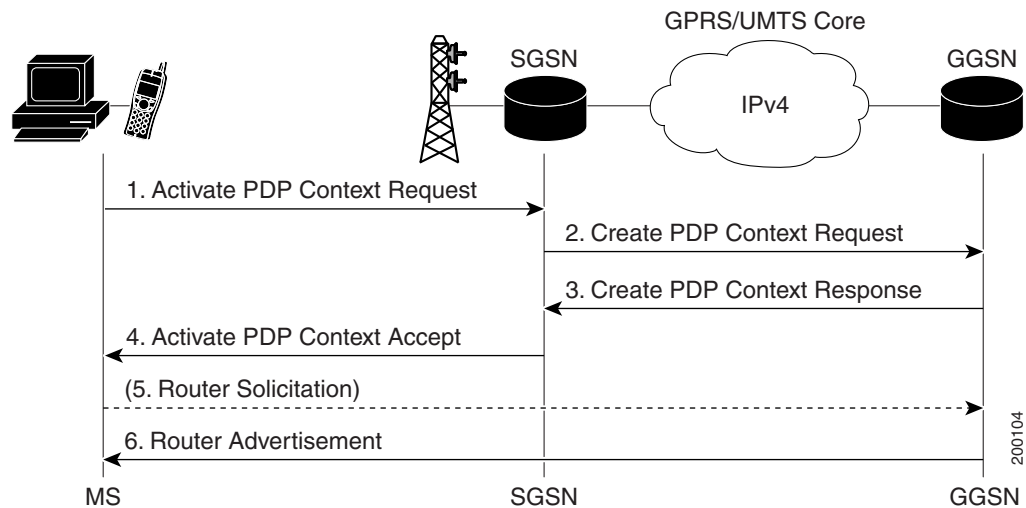 GPRS/UMTS Core
SGSN
GGSN
IPv4
1. Activate PDP Context Request
2. Create PDP Context Request
3. Create PDP Context Response
4. Activate PDP Context Accept
(5. Router Solicitation)
6. Router Advertisement
200104
MS
SGSN
GGSN